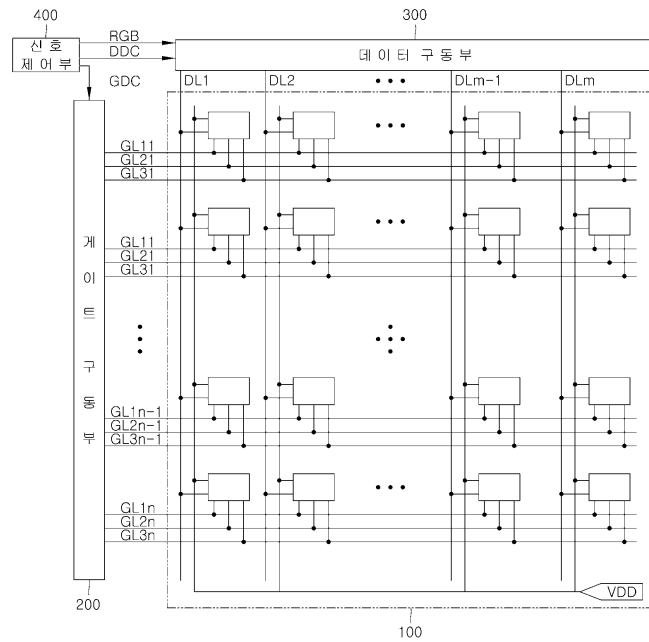 400
300
신호
제어부
RGB
DDC
GDC
데이터 구동부
DL1
DL2
DLm-1
DLm
GL11
GL21
GL31
GL11
GL21
GL31
게이트 구동부
GL1n-1
GL2n-1
GL3n-1
GL1n
GL2n
GL3n
VDD
200
100